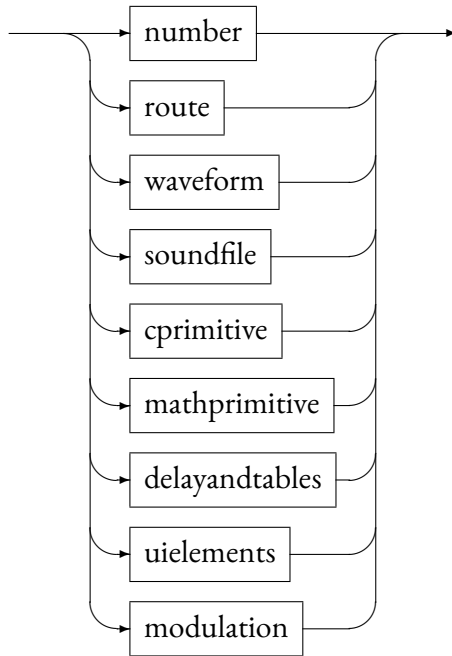 number
route
waveform
soundfile
cprimitive
mathprimitive
delayandtables
uielements
modulation